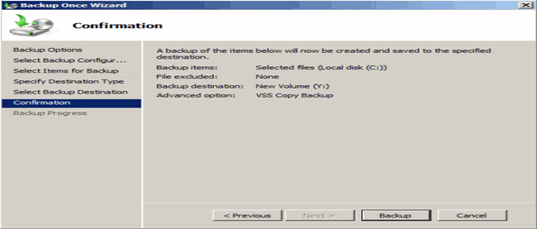 Backup Once Wizard
Confirmation
Backup Options
Select Backup Configur...
Select Items for Backup
Specify Destination Type
Select Backup Destination
Confirmation
Backup Progress
A backup of the items below will now be created and saved to the specified
destination.
Backup items: Selected files (Local disk (C:))
File excluded: None
Backup destination: New Volume (Y:)
Advanced option: VSS Copy Backup
< Previous Next > Backup Cancel